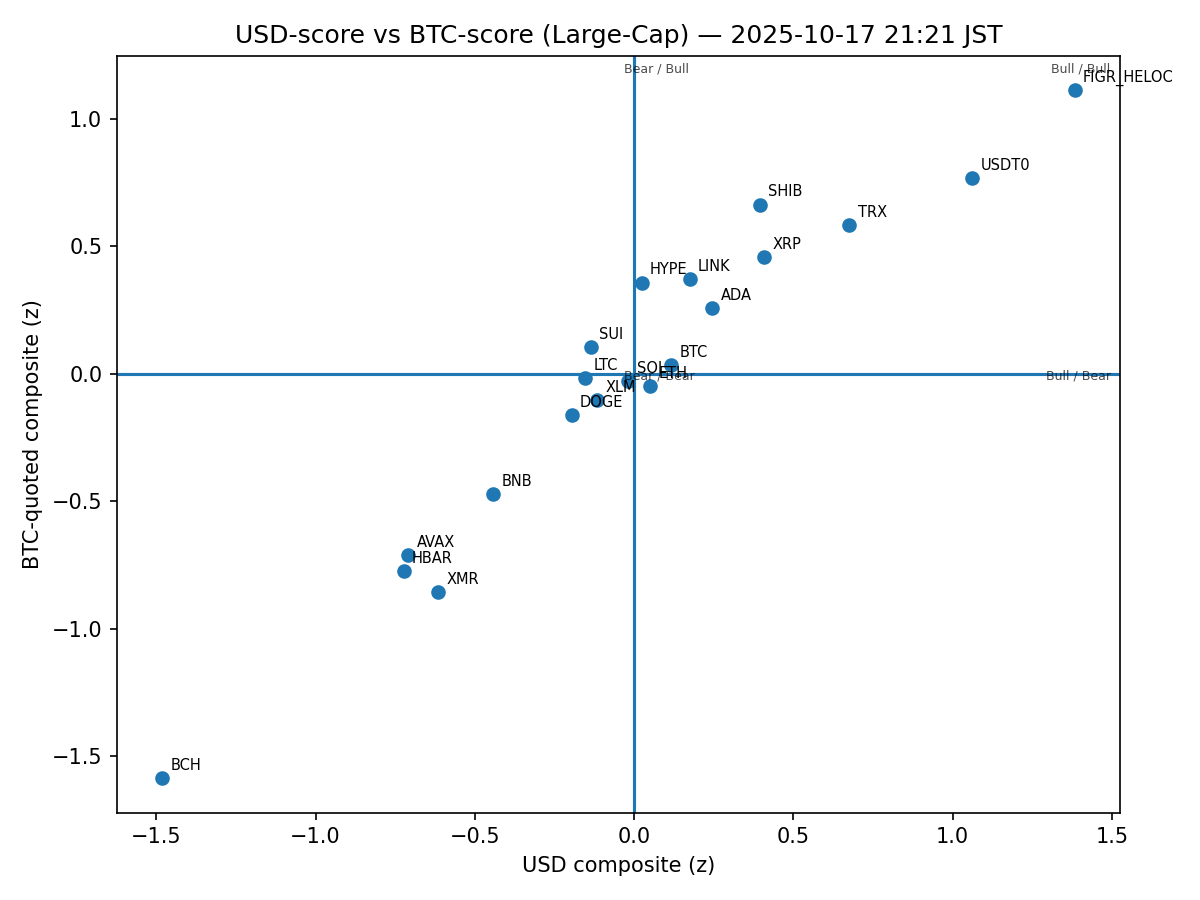 USD-score vs BTC-score (Large-Cap) — 2025-10-17 21:21 JST
Bear / Bull
Bull / Bull
FIGR_HELOC
1.0
USDT0
SHIB
TRX
0.5
XRP
HYPE
LINK
ADA
SUI
BTC
LTC
SOL
ETH
0.0
Bear / Bear
Bull / Bear
XLM
DOGE
BNB
−0.5
AVAX
HBAR
XMR
−1.0
−1.5
BCH
BTC-quoted composite (z)
−1.5
−1.0
−0.5
0.0
0.5
1.0
1.5
USD composite (z)